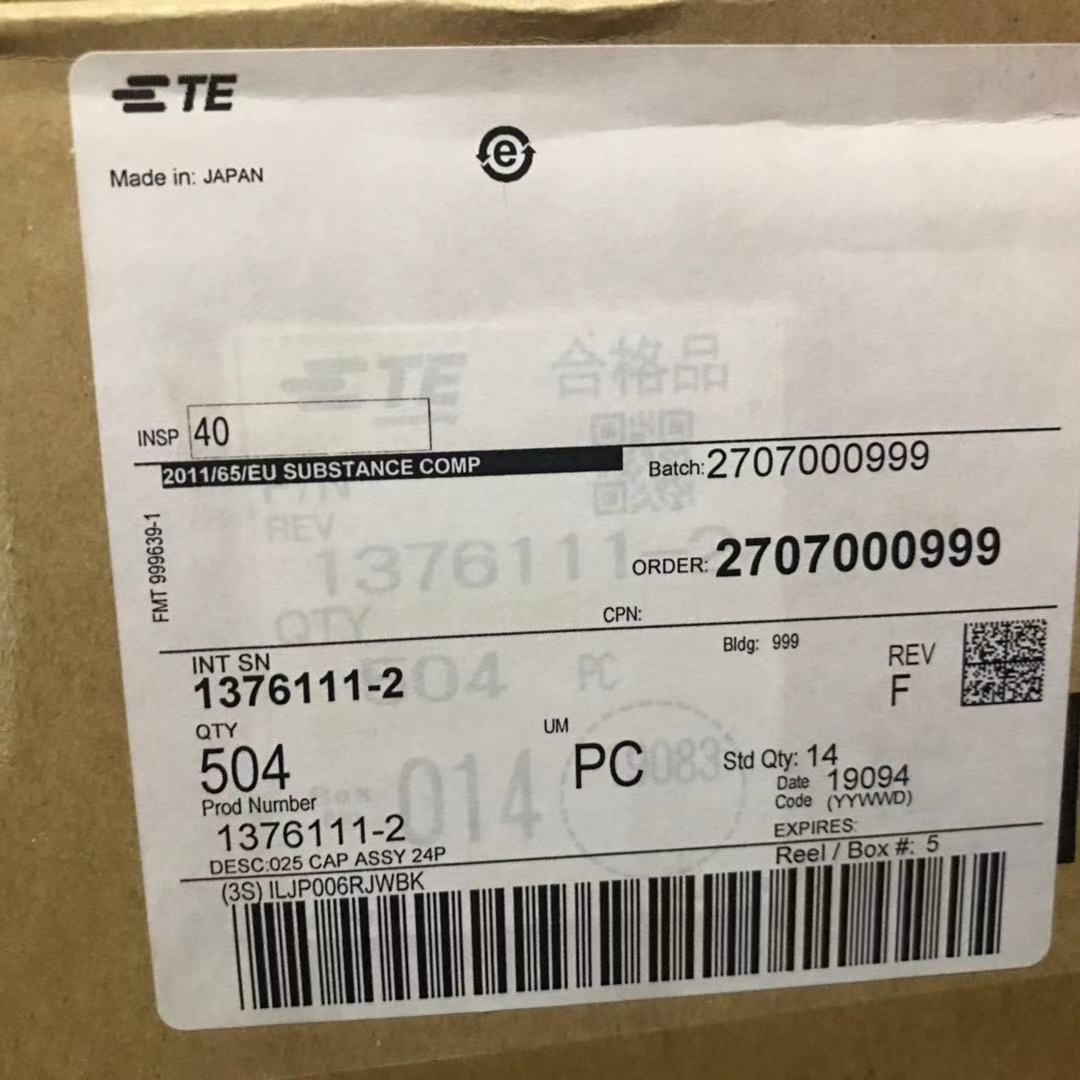 TE
Made in: JAPAN
e
INSP 40
2011/65/EU SUBSTANCE COMP
Batch: 2707000999
FMT 999639-1
ORDER: 2707000999
CPN:
INT SN
1376111-2
Bldg: 999
REV
F
QTY
504
UM
PC
Std Qty: 14
Date Code 19094
(YYWWD)
Prod Number
1376111-2
EXPIRES:
DESC:025 CAP ASSY 24P
Reel / Box #: 5
(3S) ILJP006RJWBK
TE
合格品
P/N
REV
1376111-2
QTY
504 PC
Box 014